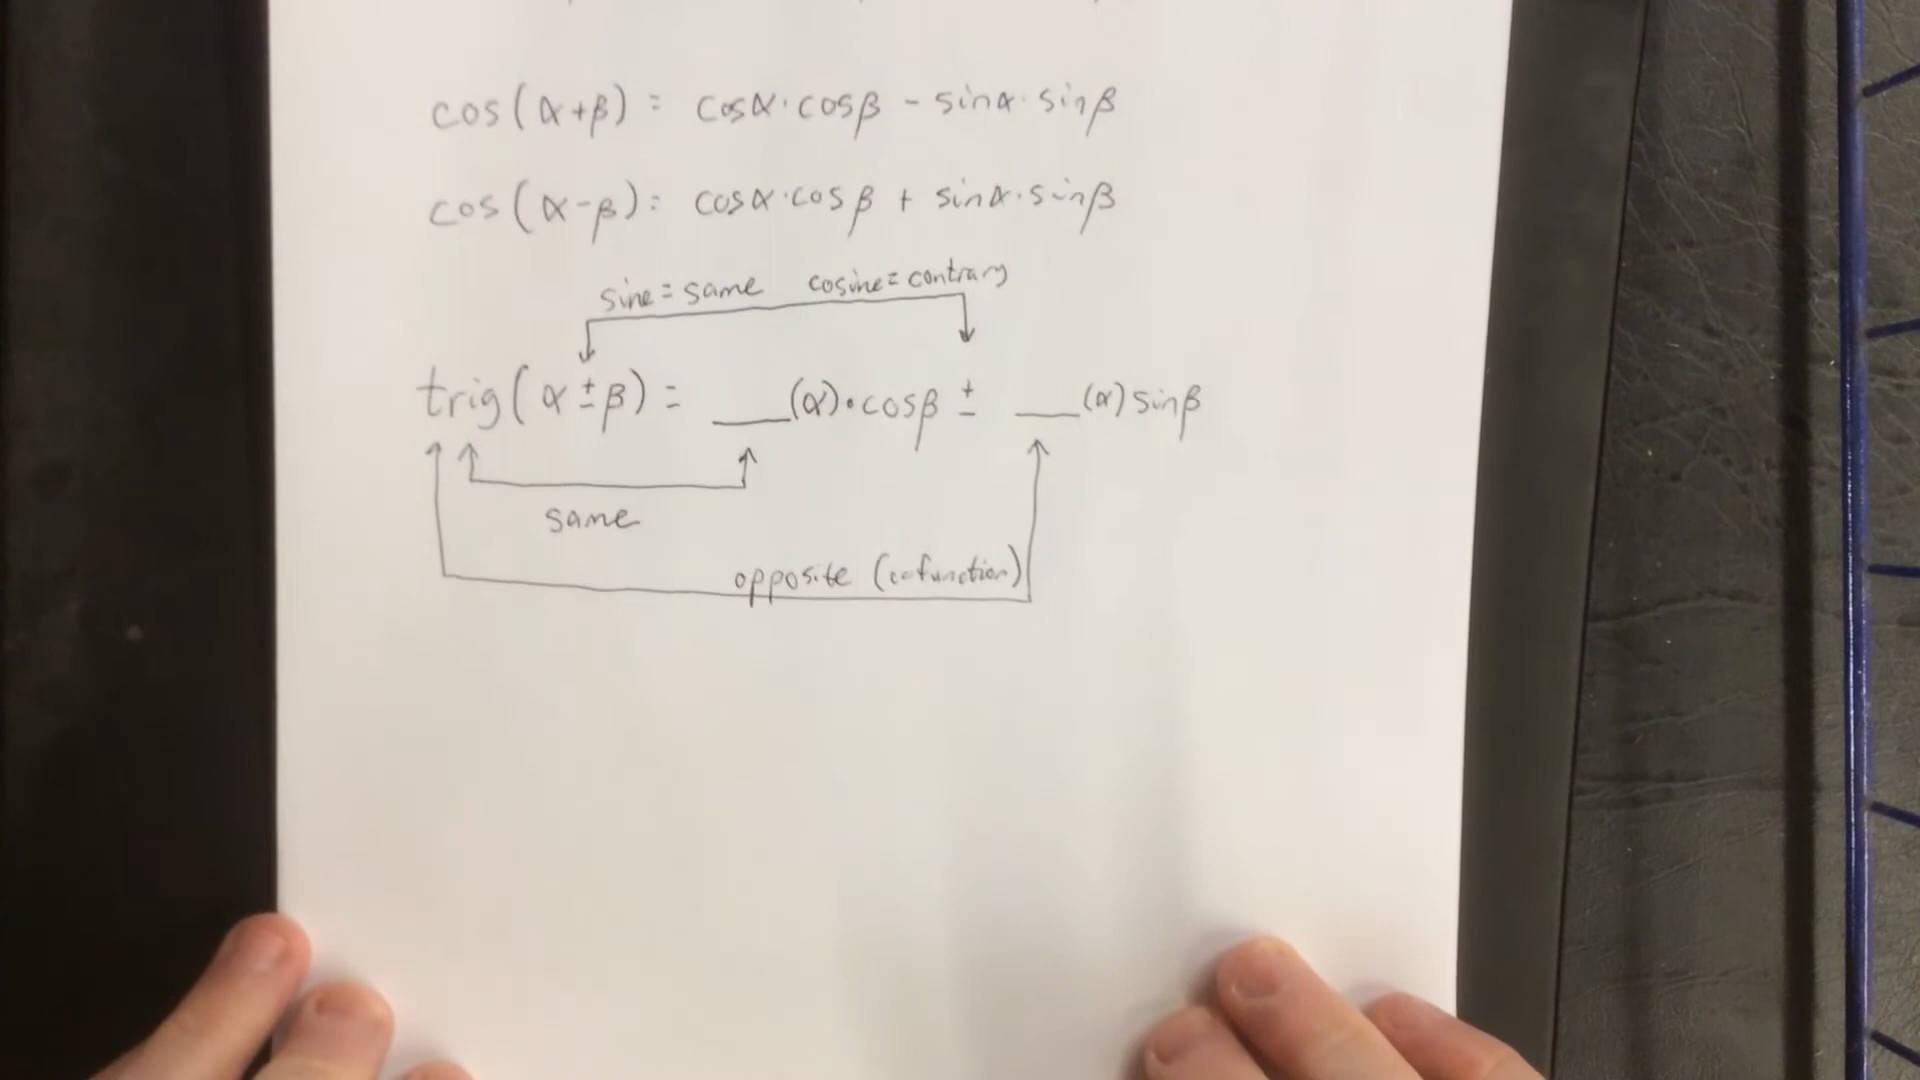 cos(α+β) = cosα·cosβ - sinα·sinβ
cos(α-β) = cosα·cosβ + sinα·sinβ
sine = same cosine = contrary
trig(α ± β) = ___(α)·cosβ ± ___(α) sinβ
same
opposite (cofunction)